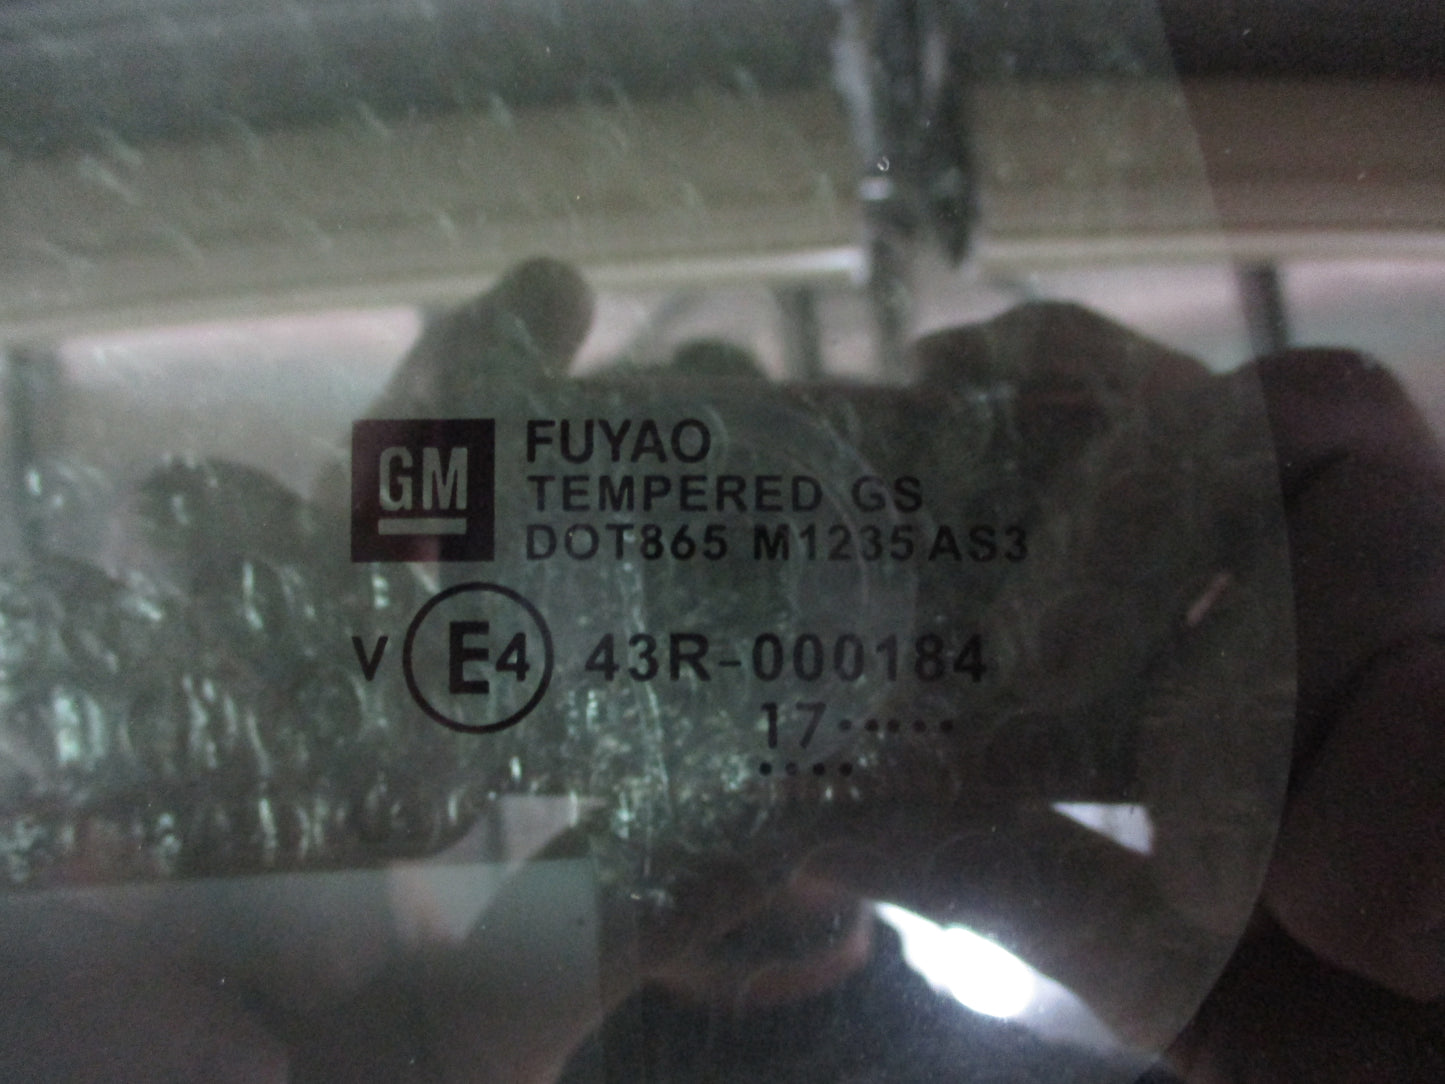 GM
FUYAO
TEMPERED GS
DOT865 M1235 AS3
V E4 43R-000184
17·····
····